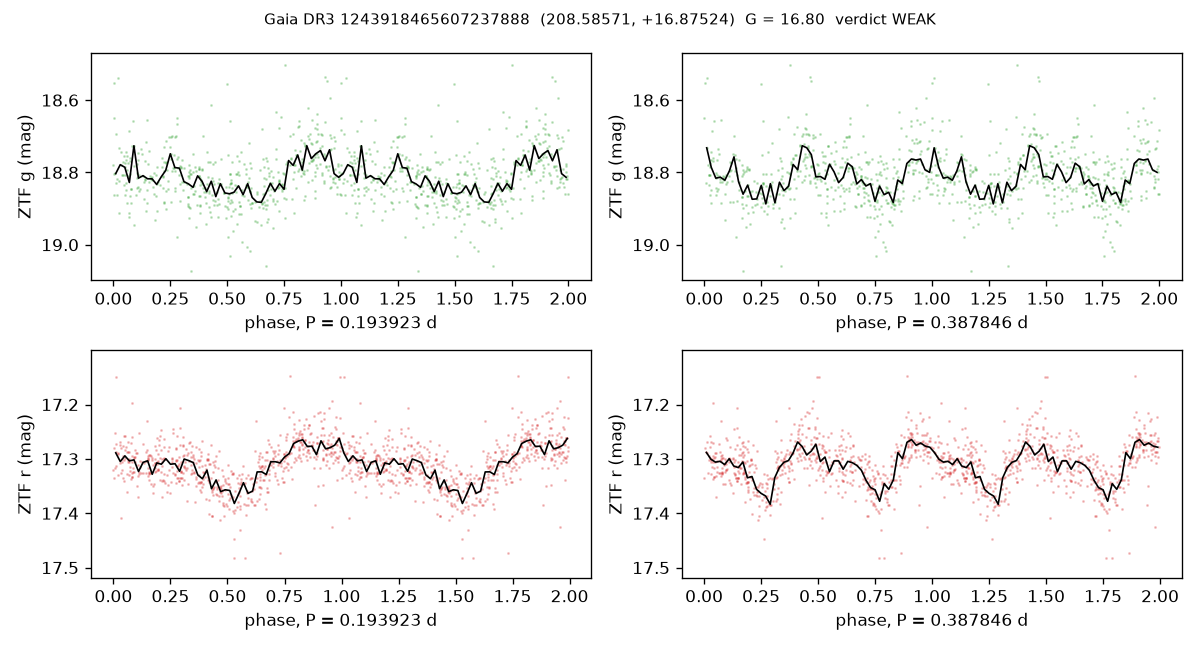 Gaia DR3 1243918465607237888  (208.58571, +16.87524)  G = 16.80  verdict WEAK
ZTF g (mag)
18.6
18.8
19.0
0.00 0.25 0.50 0.75 1.00 1.25 1.50 1.75 2.00
phase, P = 0.193923 d
ZTF g (mag)
18.6
18.8
19.0
0.00 0.25 0.50 0.75 1.00 1.25 1.50 1.75 2.00
phase, P = 0.387846 d
ZTF r (mag)
17.2
17.3
17.4
17.5
0.00 0.25 0.50 0.75 1.00 1.25 1.50 1.75 2.00
phase, P = 0.193923 d
ZTF r (mag)
17.2
17.3
17.4
17.5
0.00 0.25 0.50 0.75 1.00 1.25 1.50 1.75 2.00
phase, P = 0.387846 d